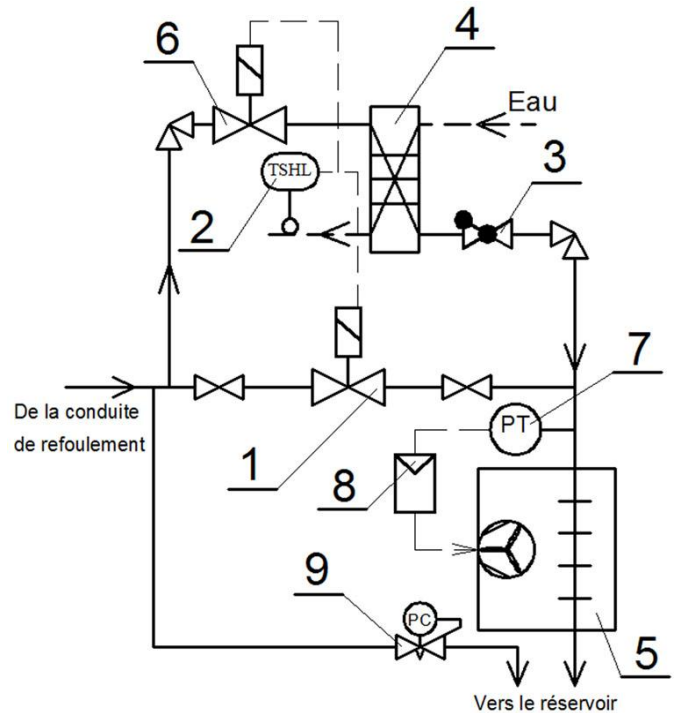 6
4
Eau
TSHL
2
3
7
De la conduite
de refoulement
PT
1
8
9
PC
5
Vers le réservoir